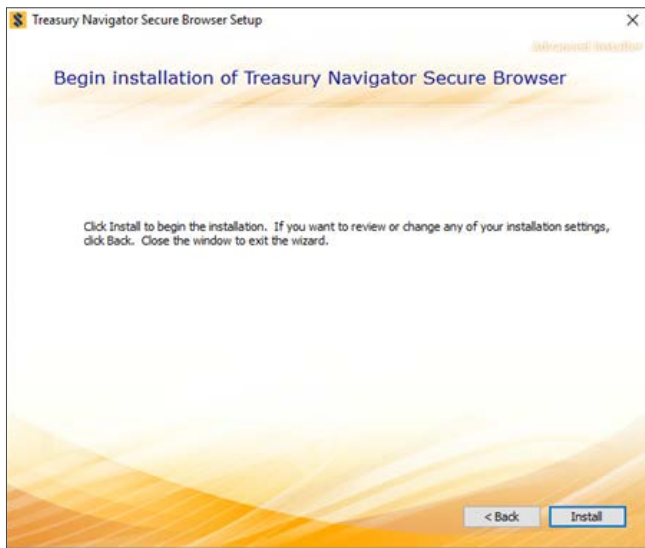 Treasury Navigator Secure Browser Setup
Advanced Installer
Begin installation of Treasury Navigator Secure Browser
Click Install to begin the installation. If you want to review or change any of your installation settings,
click Back. Close the window to exit the wizard.
< Back Install